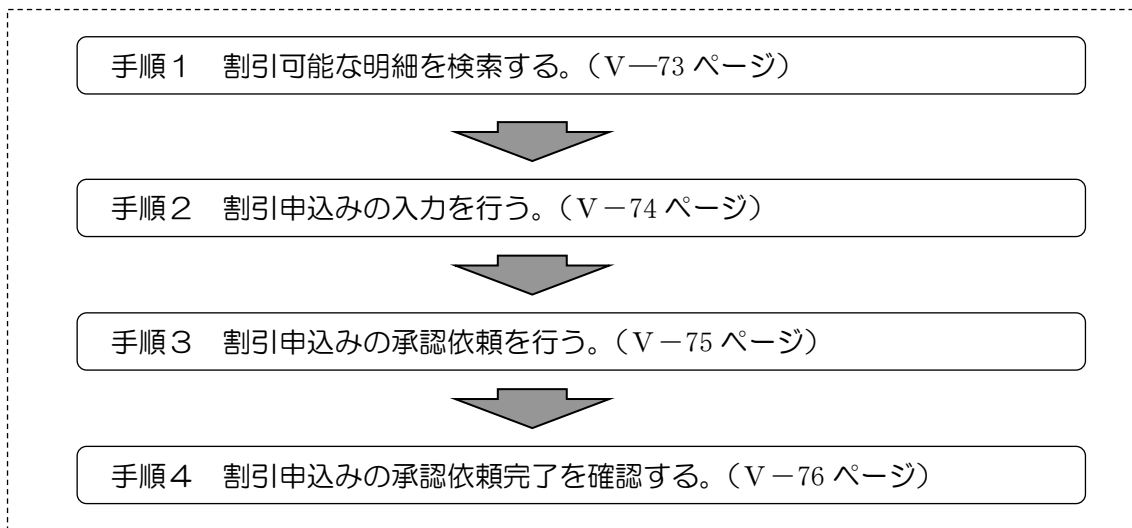 手順１　割引可能な明細を検索する。（Ⅴ―73 ページ）
手順２　割引申込みの入力を行う。（Ⅴ－74 ページ）
手順３　割引申込みの承認依頼を行う。（Ⅴ－75 ページ）
手順４　割引申込みの承認依頼完了を確認する。（Ⅴ－76 ページ）